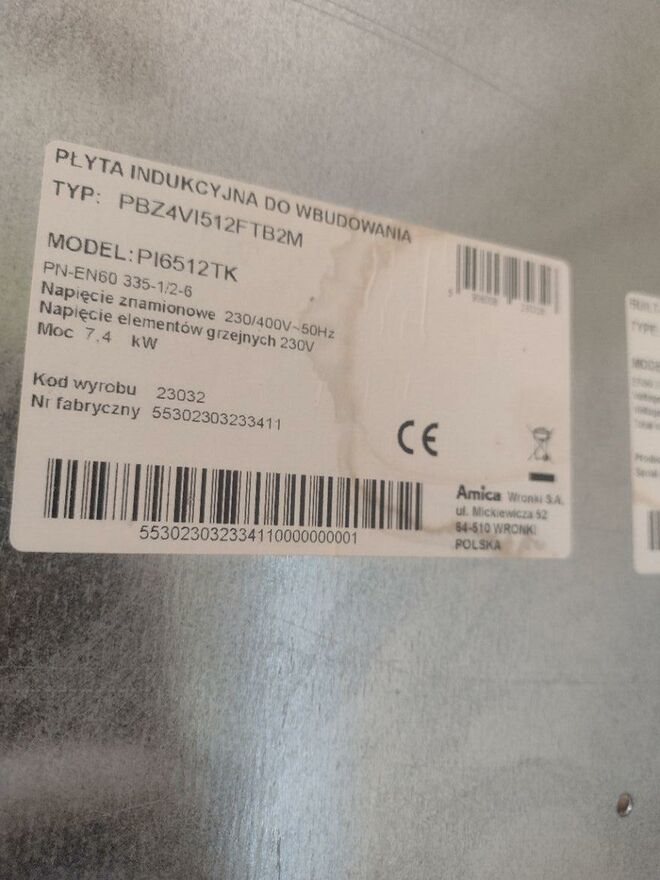 PŁYTA INDUKCYJNA DO WBUDOWANIA
TYP: PBZ4VI512FTB2M
MODEL: PI6512TK
PN-EN60 335-1/2-6
Napięcie znamionowe 230/400V~50Hz
Napięcie elementów grzejnych 230V
Moc 7,4 kW
Kod wyrobu 23032
Nr fabryczny 55302303233411
CE
553023032334110000000001
Amica Wronki S.A.
ul. Mickiewicza 52
64-510 WRONKI
POLSKA
TYPE